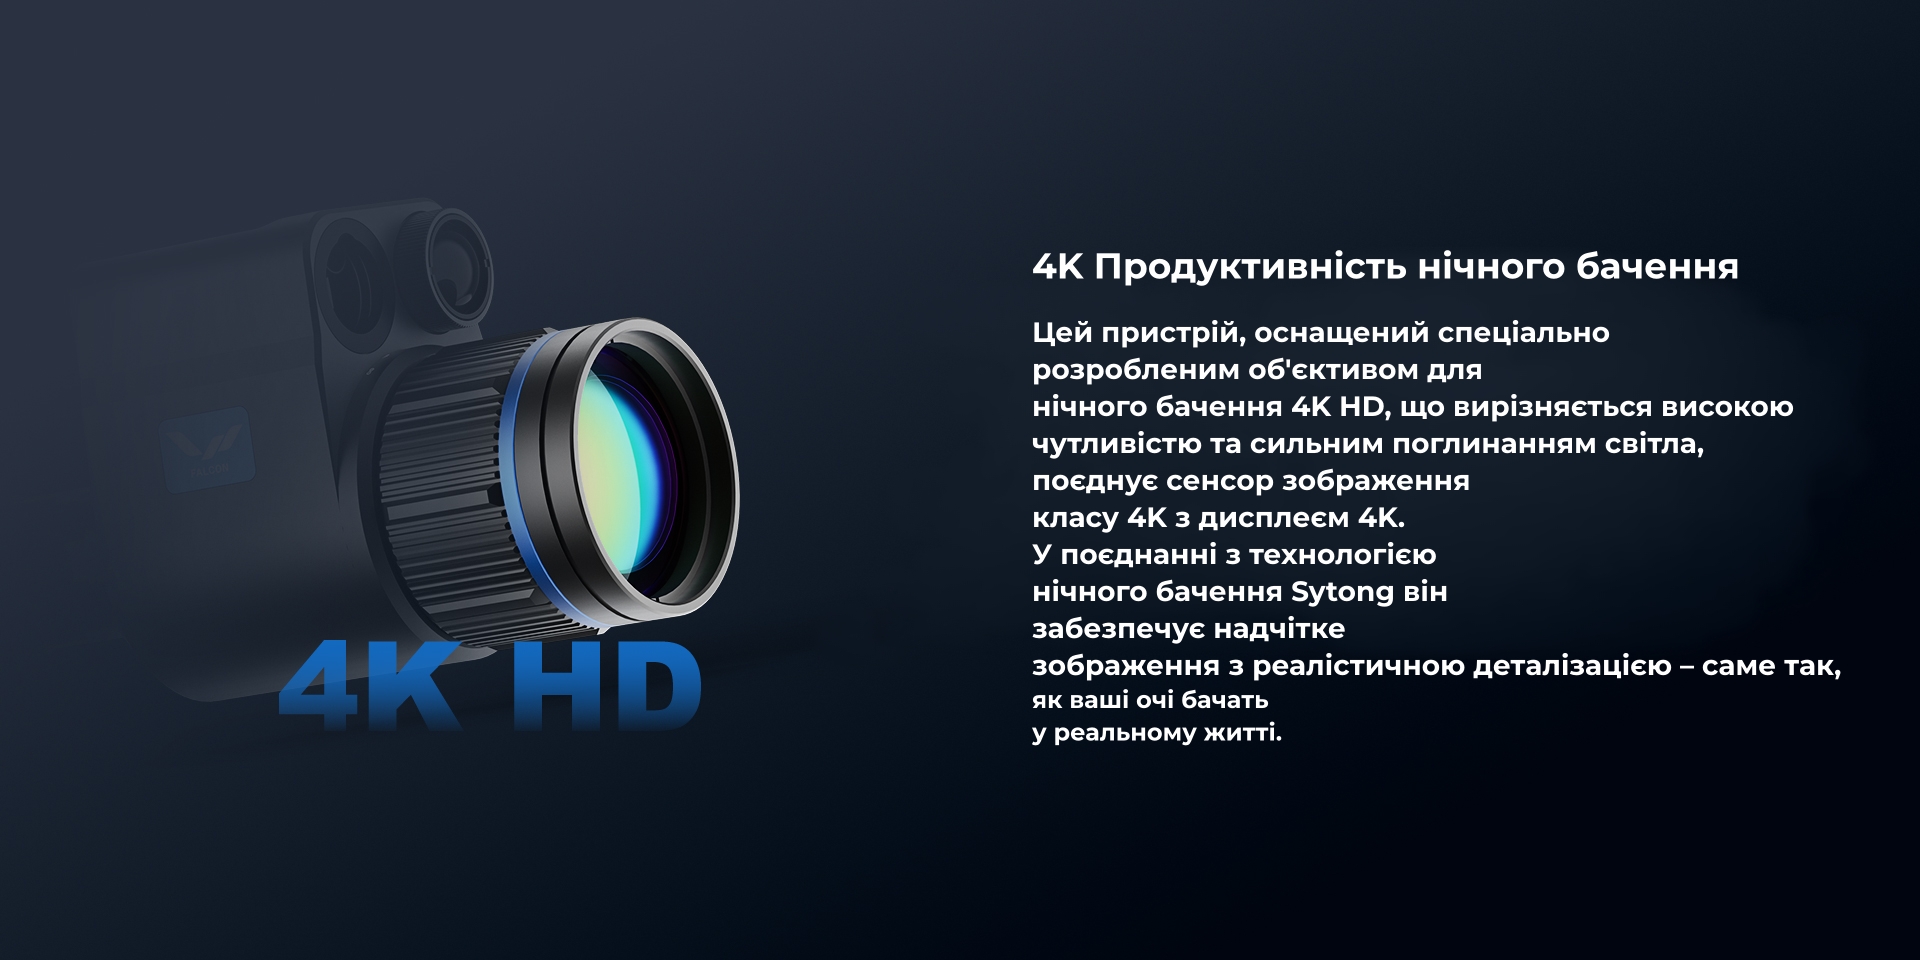 4K Продуктивність нічного бачення
Цей пристрій, оснащений спеціально
розробленим об'єктивом для
нічного бачення 4K HD, що вирізняється високою
чутливістю та сильним поглинанням світла,
поєднує сенсор зображення
класу 4K з дисплеєм 4K.
У поєднанні з технологією
нічного бачення Sytong він
забезпечує надчітке
зображення з реалістичною деталізацією – саме так,
як ваші очі бачать
у реальному житті.
FALCON
4K HD